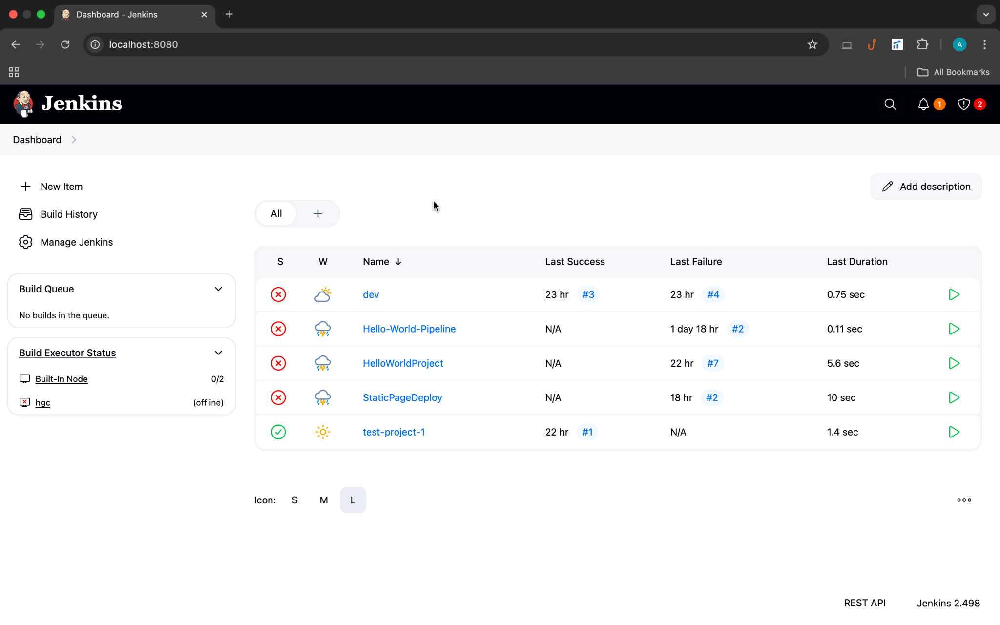 Dashboard - Jenkins
localhost:8080
A
All Bookmarks
Jenkins
1
2
Dashboard
New Item
Build History
Manage Jenkins
Add description
All
Build Queue
No builds in the queue.
Build Executor Status
Built-In Node 0/2
hgc (offline)
S W Name ↓ Last Success Last Failure Last Duration
dev 23 hr #3 23 hr #4 0.75 sec
Hello-World-Pipeline N/A 1 day 18 hr #2 0.11 sec
HelloWorldProject N/A 22 hr #7 5.6 sec
StaticPageDeploy N/A 18 hr #2 10 sec
test-project-1 22 hr #1 N/A 1.4 sec
Icon: S M L
REST API Jenkins 2.498